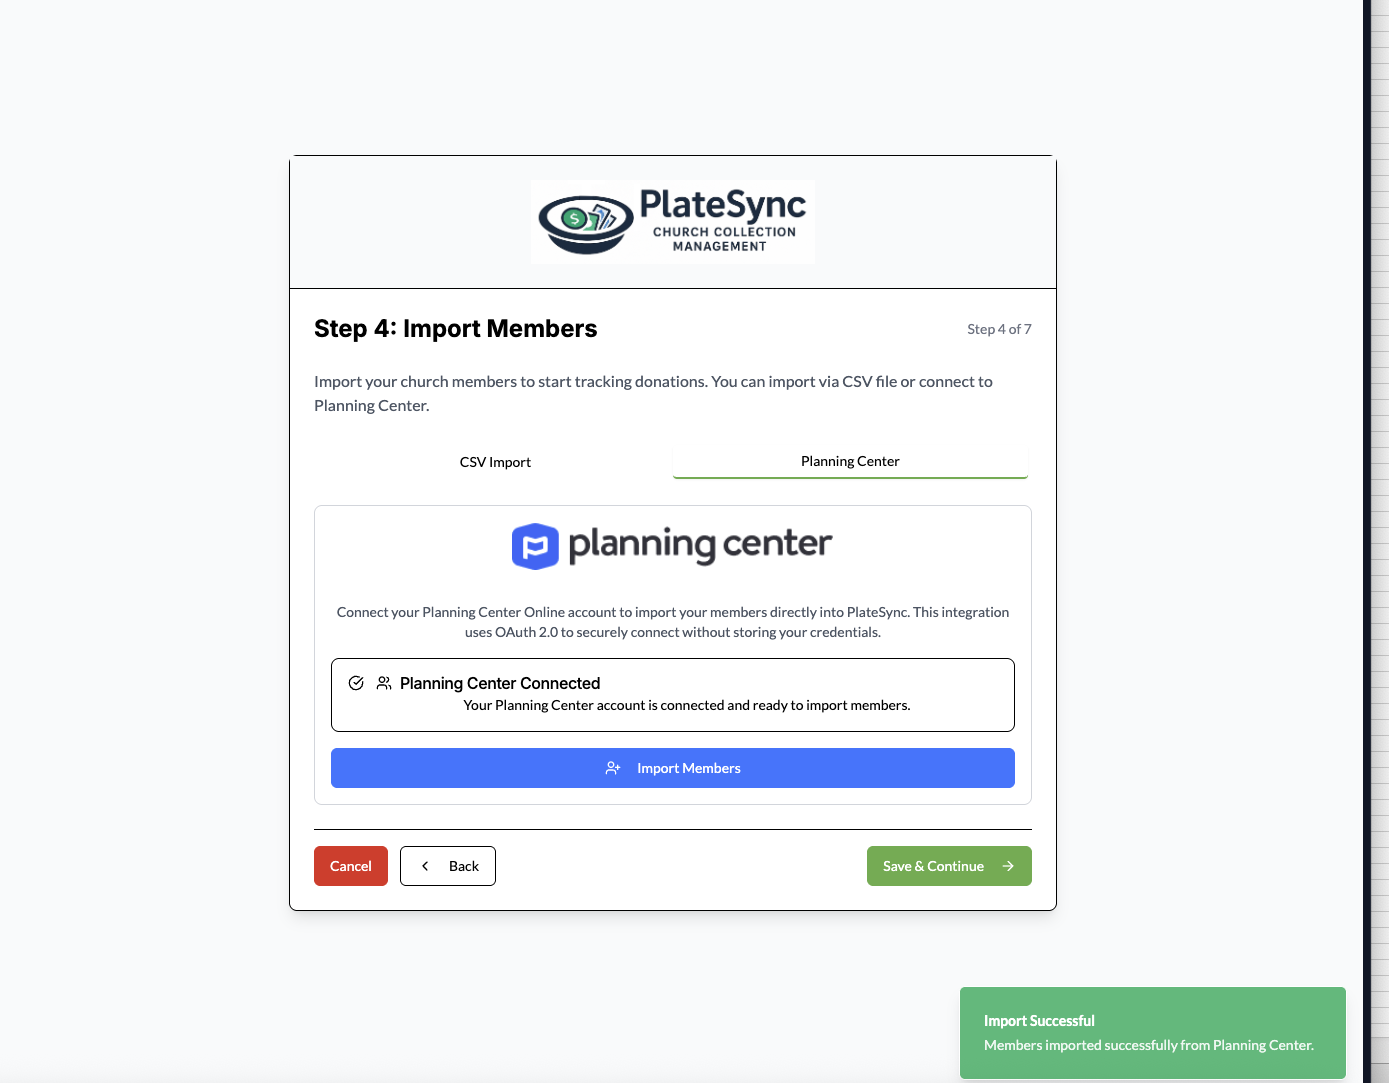 PlateSync
CHURCH COLLECTION
MANAGEMENT
Step 4: Import Members
Step 4 of 7
Import your church members to start tracking donations. You can import via CSV file or connect to
Planning Center.
CSV Import
Planning Center
planning center
Connect your Planning Center Online account to import your members directly into PlateSync. This integration
uses OAuth 2.0 to securely connect without storing your credentials.
Planning Center Connected
Your Planning Center account is connected and ready to import members.
Import Members
Cancel
Back
Save & Continue
Import Successful
Members imported successfully from Planning Center.